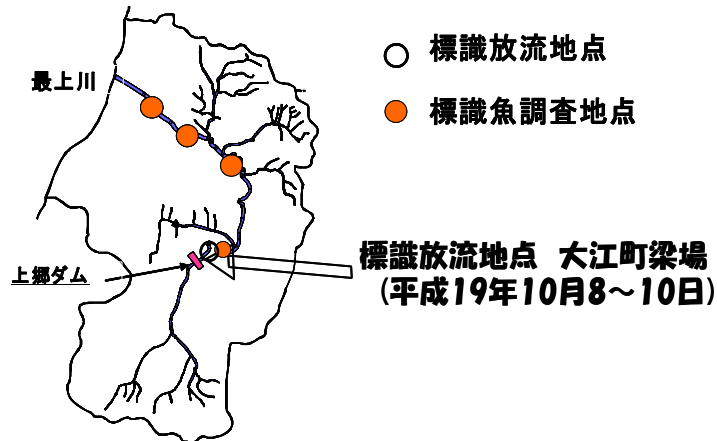 標識放流地点
最上川
標識魚調査地点
標識放流地点 大江町梁場
(平成19年10月8～10日)
上郷ダム